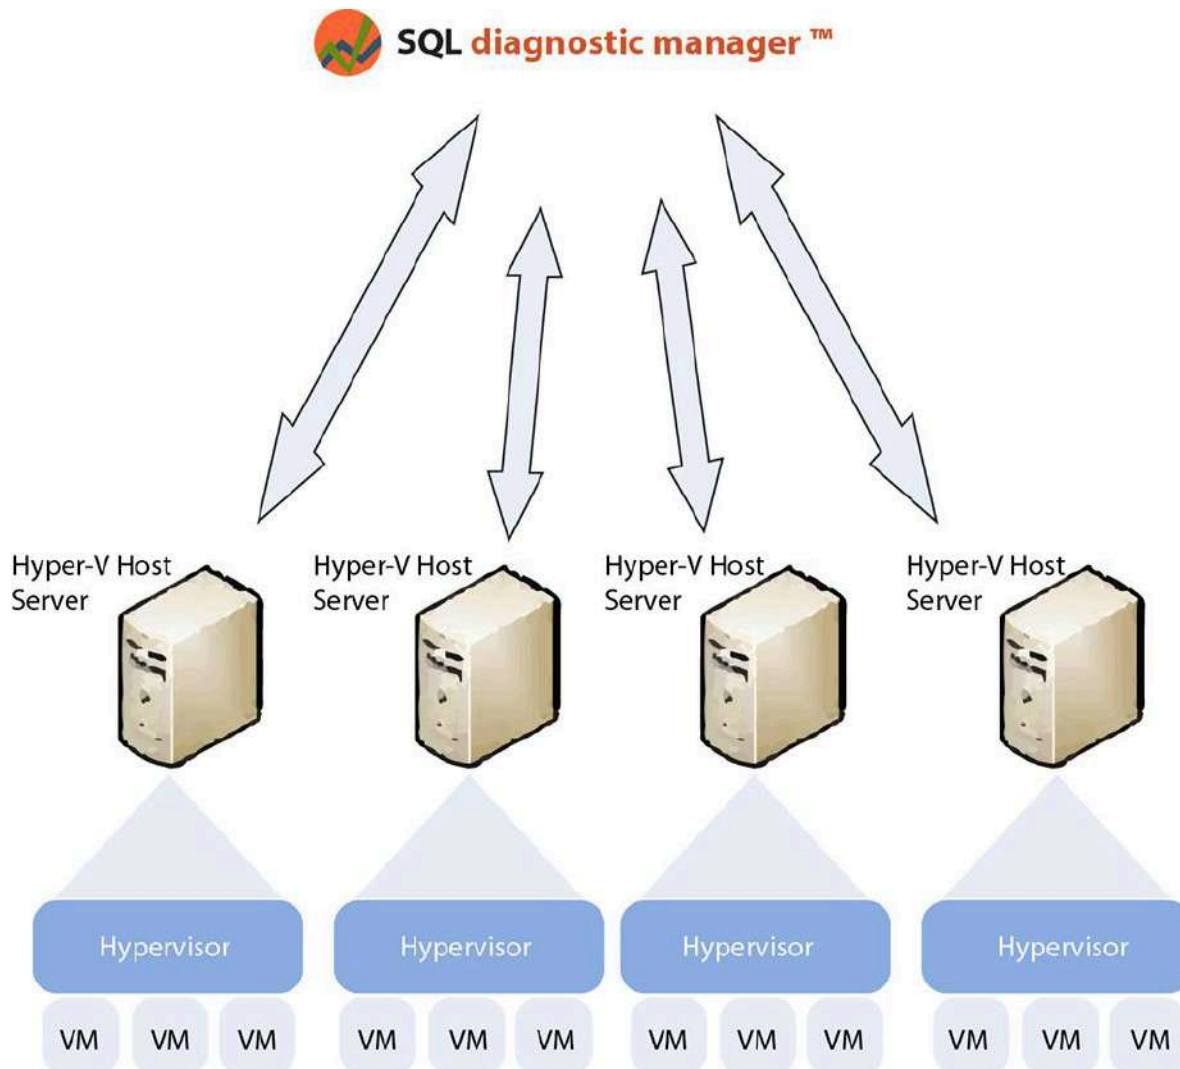 SQL diagnostic manager ™
Hyper-V Host
Server
Hyper-V Host
Server
Hyper-V Host
Server
Hyper-V Host
Server
Hypervisor
Hypervisor
Hypervisor
Hypervisor
VM VM VM
VM VM VM
VM VM VM
VM VM VM